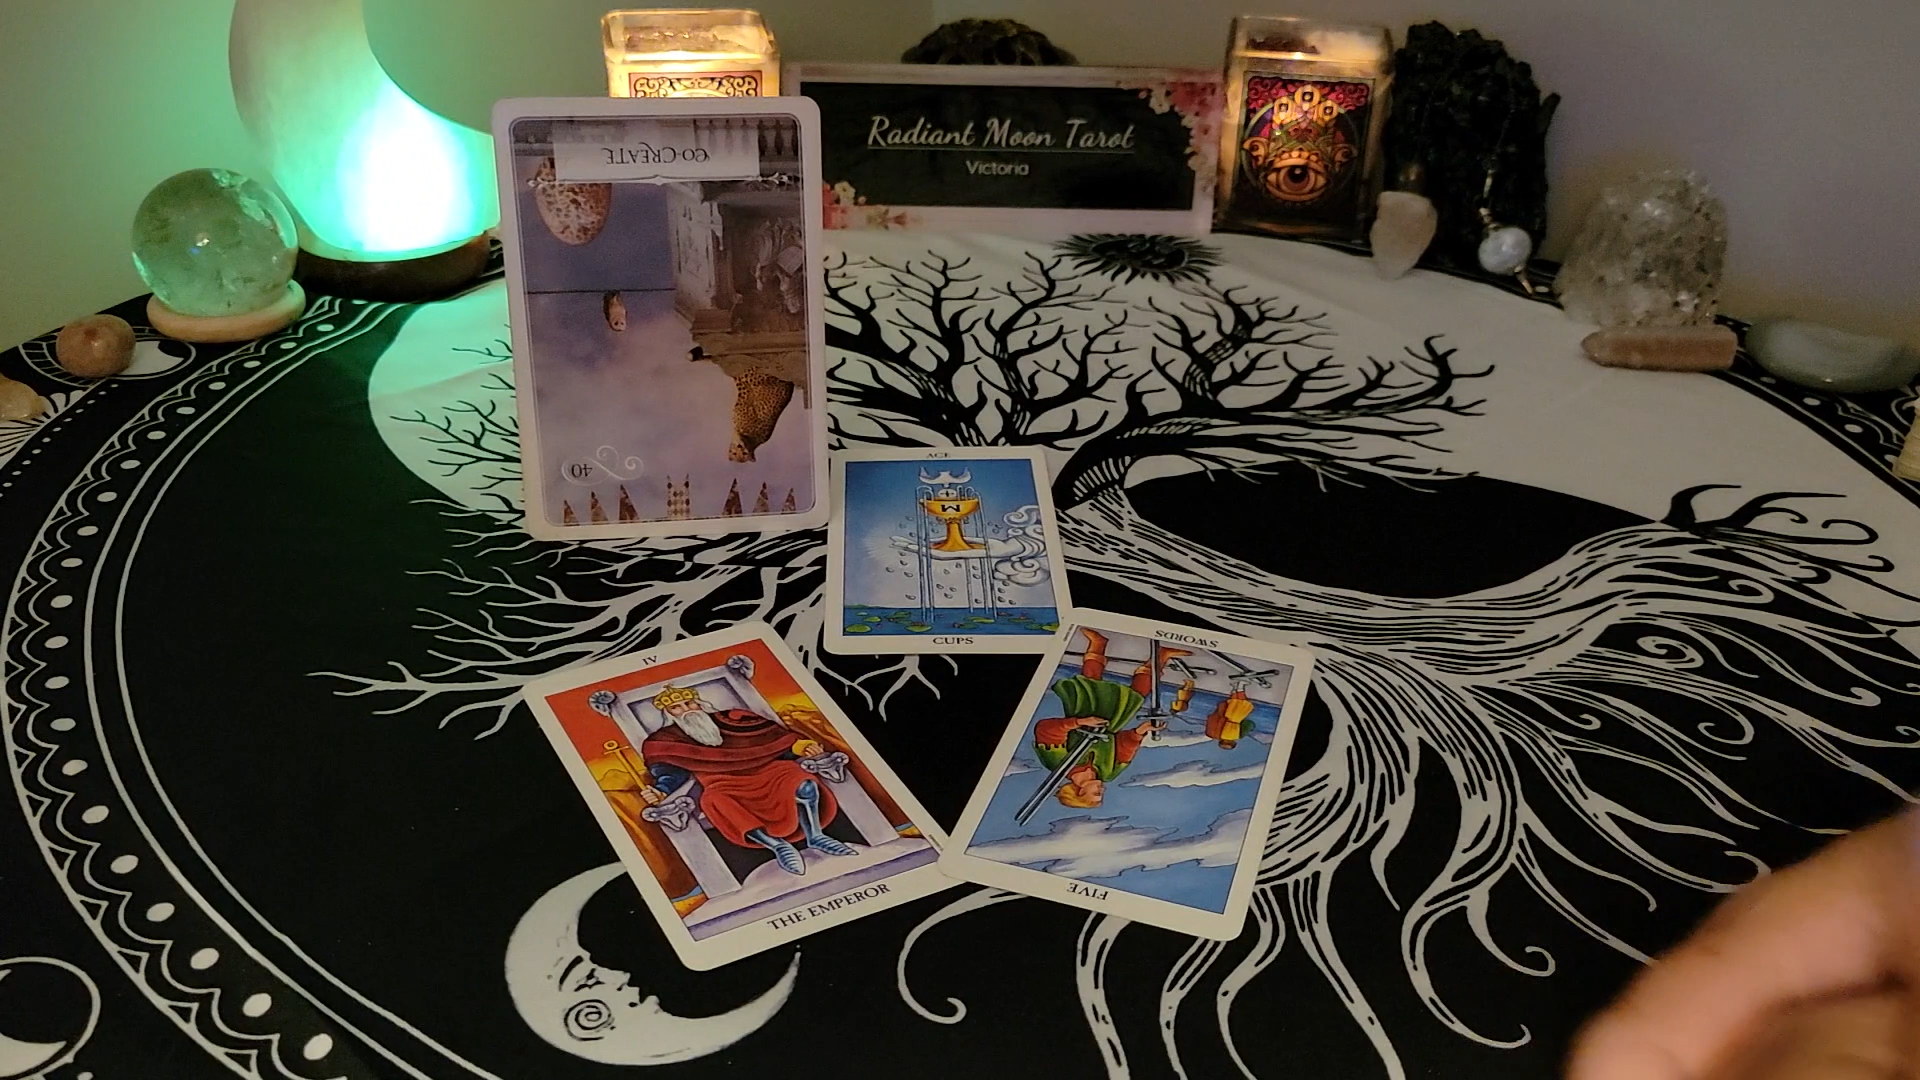 CO-CREATE
40
Radiant Moon Tarot
Victoria
ACE
CUPS
IV
THE EMPEROR
SWORDS
FIVE